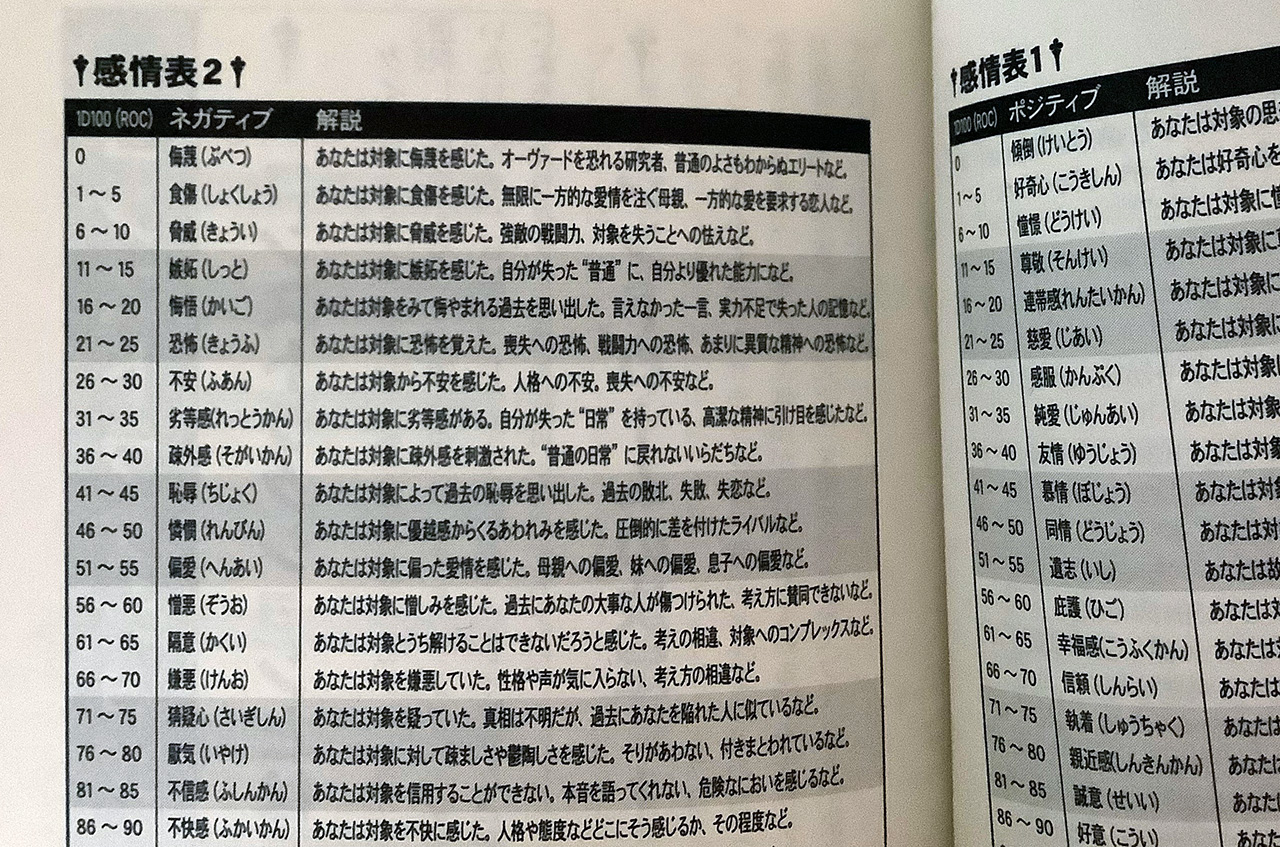 感情表2
1D100 (ROC) ネガティブ 解説
0 侮蔑(ぶべつ) あなたは対象に侮蔑を感じた。オーヴァードを恐れる研究者、普通のよさもわからぬエリートなど。
1～5 食傷(しょくしょう) あなたは対象に食傷を感じた。無限に一方的な愛情を注ぐ母親、一方的な愛を要求する恋人など。
6～10 脅威(きょうい) あなたは対象に脅威を感じた。強敵の戦闘力、対象を失うことへの怯えなど。
11～15 嫉妬(しっと) あなたは対象に嫉妬を感じた。自分が失った“普通”に、自分より優れた能力になど。
16～20 悔悟(かいご) あなたは対象をみて悔やまれる過去を思い出した。言えなかった一言、実力不足で失った人の記憶など。
21～25 恐怖(きょうふ) あなたは対象に恐怖を覚えた。喪失への恐怖、戦闘力への恐怖、あまりに異質な精神への恐怖など。
26～30 不安(ふあん) あなたは対象から不安を感じた。人格への不安。喪失への不安など。
31～35 劣等感(れっとうかん) あなたは対象に劣等感がある。自分が失った“日常”を持っている、高潔な精神に引け目を感じたなど。
36～40 疎外感(そがいかん) あなたは対象に疎外感を刺激された。“普通の日常”に戻れないいらだちなど。
41～45 恥辱(ちじょく) あなたは対象によって過去の恥辱を思い出した。過去の敗北、失敗、失恋など。
46～50 憐憫(れんびん) あなたは対象に優越感からくるあわれみを感じた。圧倒的に差を付けたライバルなど。
51～55 偏愛(へんあい) あなたは対象に偏った愛情を感じた。母親への偏愛、妹への偏愛、息子への偏愛など。
56～60 憎悪(ぞうお) あなたは対象に憎しみを感じた。過去にあなたの大事な人が傷つけられた、考え方に賛同できないなど。
61～65 隔意(かくい) あなたは対象とうち解けることはできないだろうと感じた。考えの相違、対象へのコンプレックスなど。
66～70 嫌悪(けんお) あなたは対象を嫌悪していた。性格や声が気に入らない、考え方の相違など。
71～75 猜疑心(さいぎしん) あなたは対象を疑っていた。真相は不明だが、過去にあなたを陥れた人に似ているなど。
76～80 厭気(いやけ) あなたは対象に対して疎ましさや鬱陶しさを感じた。そりがあわない、付きまとわれているなど。
81～85 不信感(ふしんかん) あなたは対象を信用することができない。本音を語ってくれない、危険なにおいを感じるなど。
86～90 不快感(ふかいかん) あなたは対象を不快に感じた。人格や態度などどこにそう感じるか、その程度など。
感情表1
1D100 (ROC) ポジティブ 解説
0 傾倒(けいとう) あなたは対象の思
1～5 好奇心(こうきしん) あなたは好奇心を
6～10 憧憬(どうけい) あなたは対象に憧
11～15 尊敬(そんけい) あなたは対象に
16～20 連帯感(れんたいかん) あなたは対象に
21～25 慈愛(じあい) あなたは対象に
26～30 感服(かんぷく) あなたは対象
31～35 純愛(じゅんあい) あなたは対象
36～40 友情(ゆうじょう) あなたは対象
41～45 慕情(ぼじょう) あなたは対象
46～50 同情(どうじょう) あなたは対象
51～55 遺志(いし) あなたは故
56～60 庇護(ひご) あなたは対
61～65 幸福感(こうふくかん) あなたは対
66～70 信頼(しんらい) あなたは
71～75 執着(しゅうちゃく) あなたは
76～80 親近感(しんきんかん) あなたは
81～85 誠意(せいい) あなたは
86～90 好意(こうい) あなたは